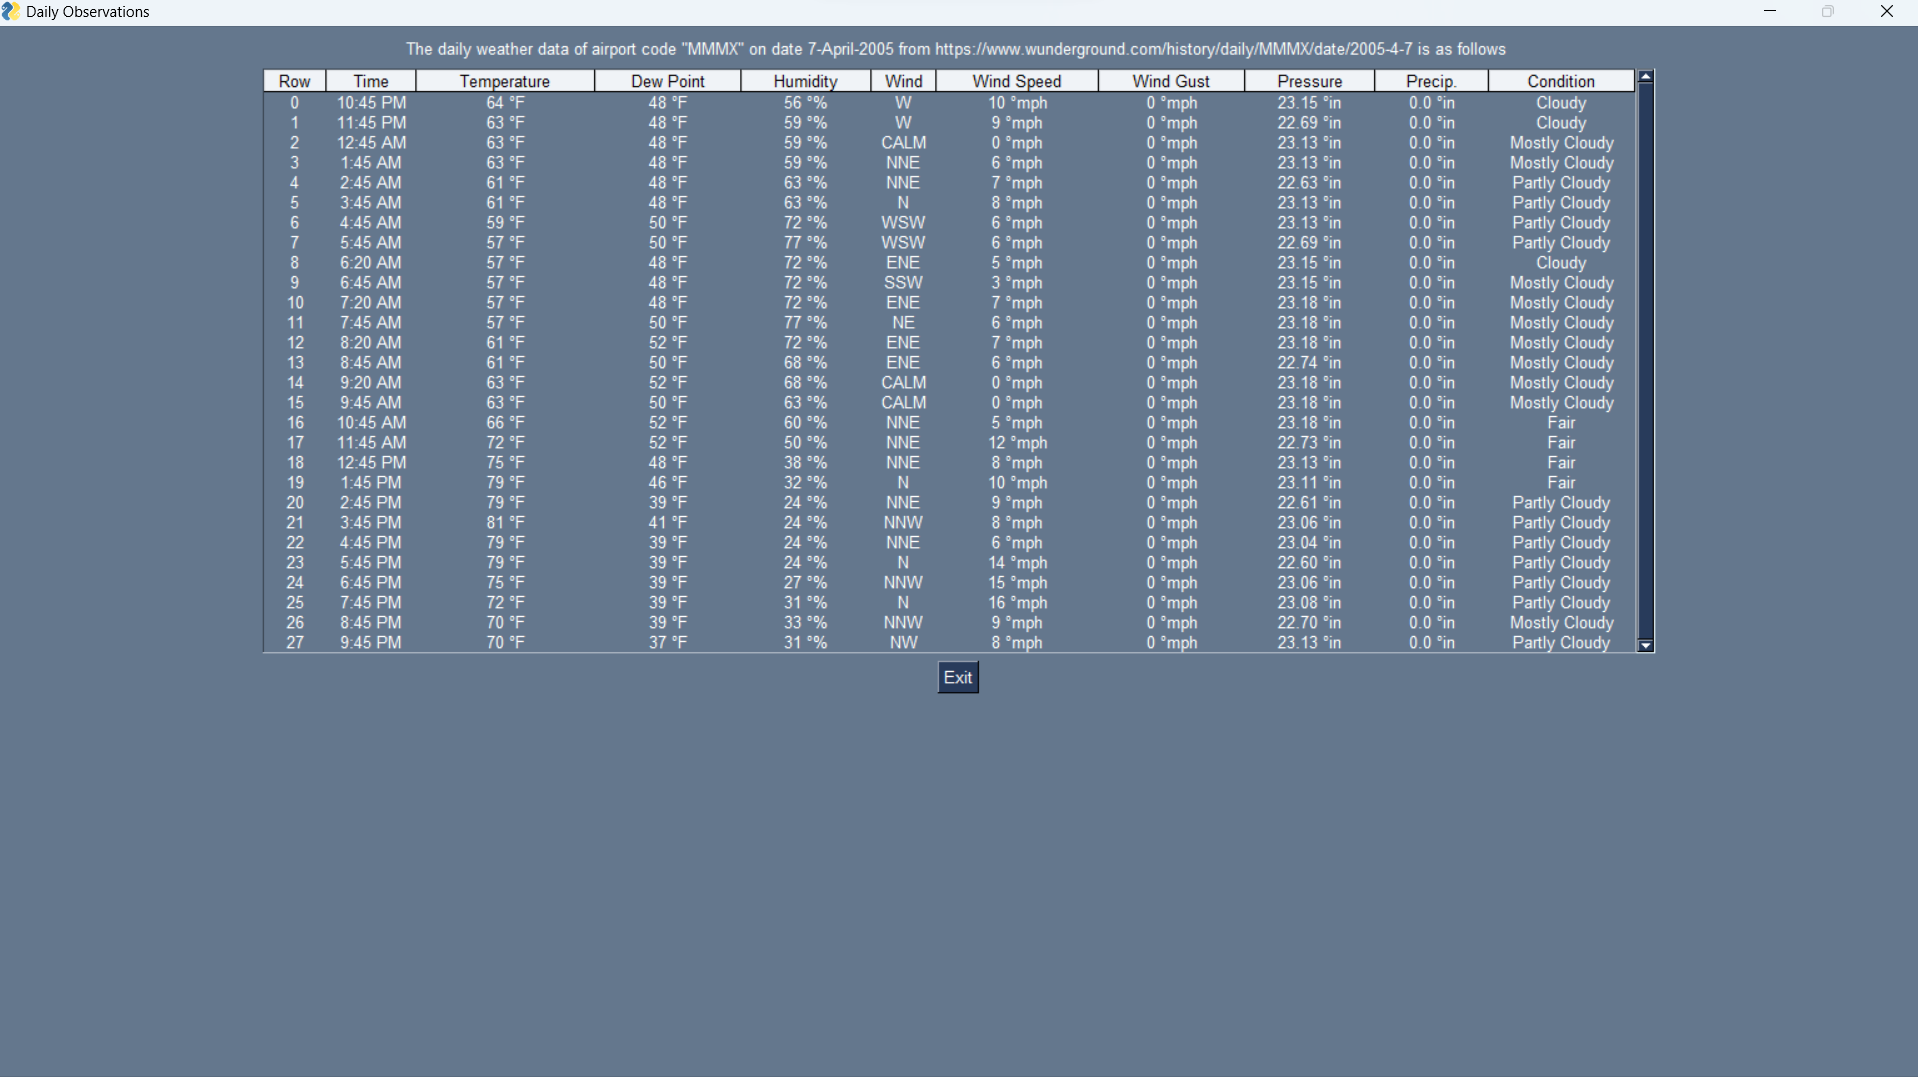 Daily Observations
The daily weather data of airport code "MMMX" on date 7-April-2005 from https://www.wunderground.com/history/daily/MMMX/date/2005-4-7 is as follows
Row Time Temperature Dew Point Humidity Wind Wind Speed Wind Gust Pressure Precip. Condition
0 10:45 PM 64 °F 48 °F 56 °% W 10 °mph 0 °mph 23.15 °in 0.0 °in Cloudy
1 11:45 PM 63 °F 48 °F 59 °% W 9 °mph 0 °mph 22.69 °in 0.0 °in Cloudy
2 12:45 AM 63 °F 48 °F 59 °% CALM 0 °mph 0 °mph 23.13 °in 0.0 °in Mostly Cloudy
3 1:45 AM 63 °F 48 °F 59 °% NNE 6 °mph 0 °mph 23.13 °in 0.0 °in Mostly Cloudy
4 2:45 AM 61 °F 48 °F 63 °% NNE 7 °mph 0 °mph 22.63 °in 0.0 °in Partly Cloudy
5 3:45 AM 61 °F 48 °F 63 °% N 8 °mph 0 °mph 23.13 °in 0.0 °in Partly Cloudy
6 4:45 AM 59 °F 50 °F 72 °% WSW 6 °mph 0 °mph 23.13 °in 0.0 °in Partly Cloudy
7 5:45 AM 57 °F 50 °F 77 °% WSW 6 °mph 0 °mph 22.69 °in 0.0 °in Partly Cloudy
8 6:20 AM 57 °F 48 °F 72 °% ENE 5 °mph 0 °mph 23.15 °in 0.0 °in Cloudy
9 6:45 AM 57 °F 48 °F 72 °% SSW 3 °mph 0 °mph 23.15 °in 0.0 °in Mostly Cloudy
10 7:20 AM 57 °F 48 °F 72 °% ENE 7 °mph 0 °mph 23.18 °in 0.0 °in Mostly Cloudy
11 7:45 AM 57 °F 50 °F 77 °% NE 6 °mph 0 °mph 23.18 °in 0.0 °in Mostly Cloudy
12 8:20 AM 61 °F 52 °F 72 °% ENE 7 °mph 0 °mph 23.18 °in 0.0 °in Mostly Cloudy
13 8:45 AM 61 °F 50 °F 68 °% ENE 6 °mph 0 °mph 22.74 °in 0.0 °in Mostly Cloudy
14 9:20 AM 63 °F 52 °F 68 °% CALM 0 °mph 0 °mph 23.18 °in 0.0 °in Mostly Cloudy
15 9:45 AM 63 °F 50 °F 63 °% CALM 0 °mph 0 °mph 23.18 °in 0.0 °in Mostly Cloudy
16 10:45 AM 66 °F 52 °F 60 °% NNE 5 °mph 0 °mph 23.18 °in 0.0 °in Fair
17 11:45 AM 72 °F 52 °F 50 °% NNE 12 °mph 0 °mph 22.73 °in 0.0 °in Fair
18 12:45 PM 75 °F 48 °F 38 °% NNE 8 °mph 0 °mph 23.13 °in 0.0 °in Fair
19 1:45 PM 79 °F 46 °F 32 °% N 10 °mph 0 °mph 23.11 °in 0.0 °in Fair
20 2:45 PM 79 °F 39 °F 24 °% NNE 9 °mph 0 °mph 22.61 °in 0.0 °in Partly Cloudy
21 3:45 PM 81 °F 41 °F 24 °% NNW 8 °mph 0 °mph 23.06 °in 0.0 °in Partly Cloudy
22 4:45 PM 79 °F 39 °F 24 °% NNE 6 °mph 0 °mph 23.04 °in 0.0 °in Partly Cloudy
23 5:45 PM 79 °F 39 °F 24 °% N 14 °mph 0 °mph 22.60 °in 0.0 °in Partly Cloudy
24 6:45 PM 75 °F 39 °F 27 °% NNW 15 °mph 0 °mph 23.06 °in 0.0 °in Partly Cloudy
25 7:45 PM 72 °F 39 °F 31 °% N 16 °mph 0 °mph 23.08 °in 0.0 °in Partly Cloudy
26 8:45 PM 70 °F 39 °F 33 °% NNW 9 °mph 0 °mph 22.70 °in 0.0 °in Mostly Cloudy
27 9:45 PM 70 °F 37 °F 31 °% NW 8 °mph 0 °mph 23.13 °in 0.0 °in Partly Cloudy
Exit